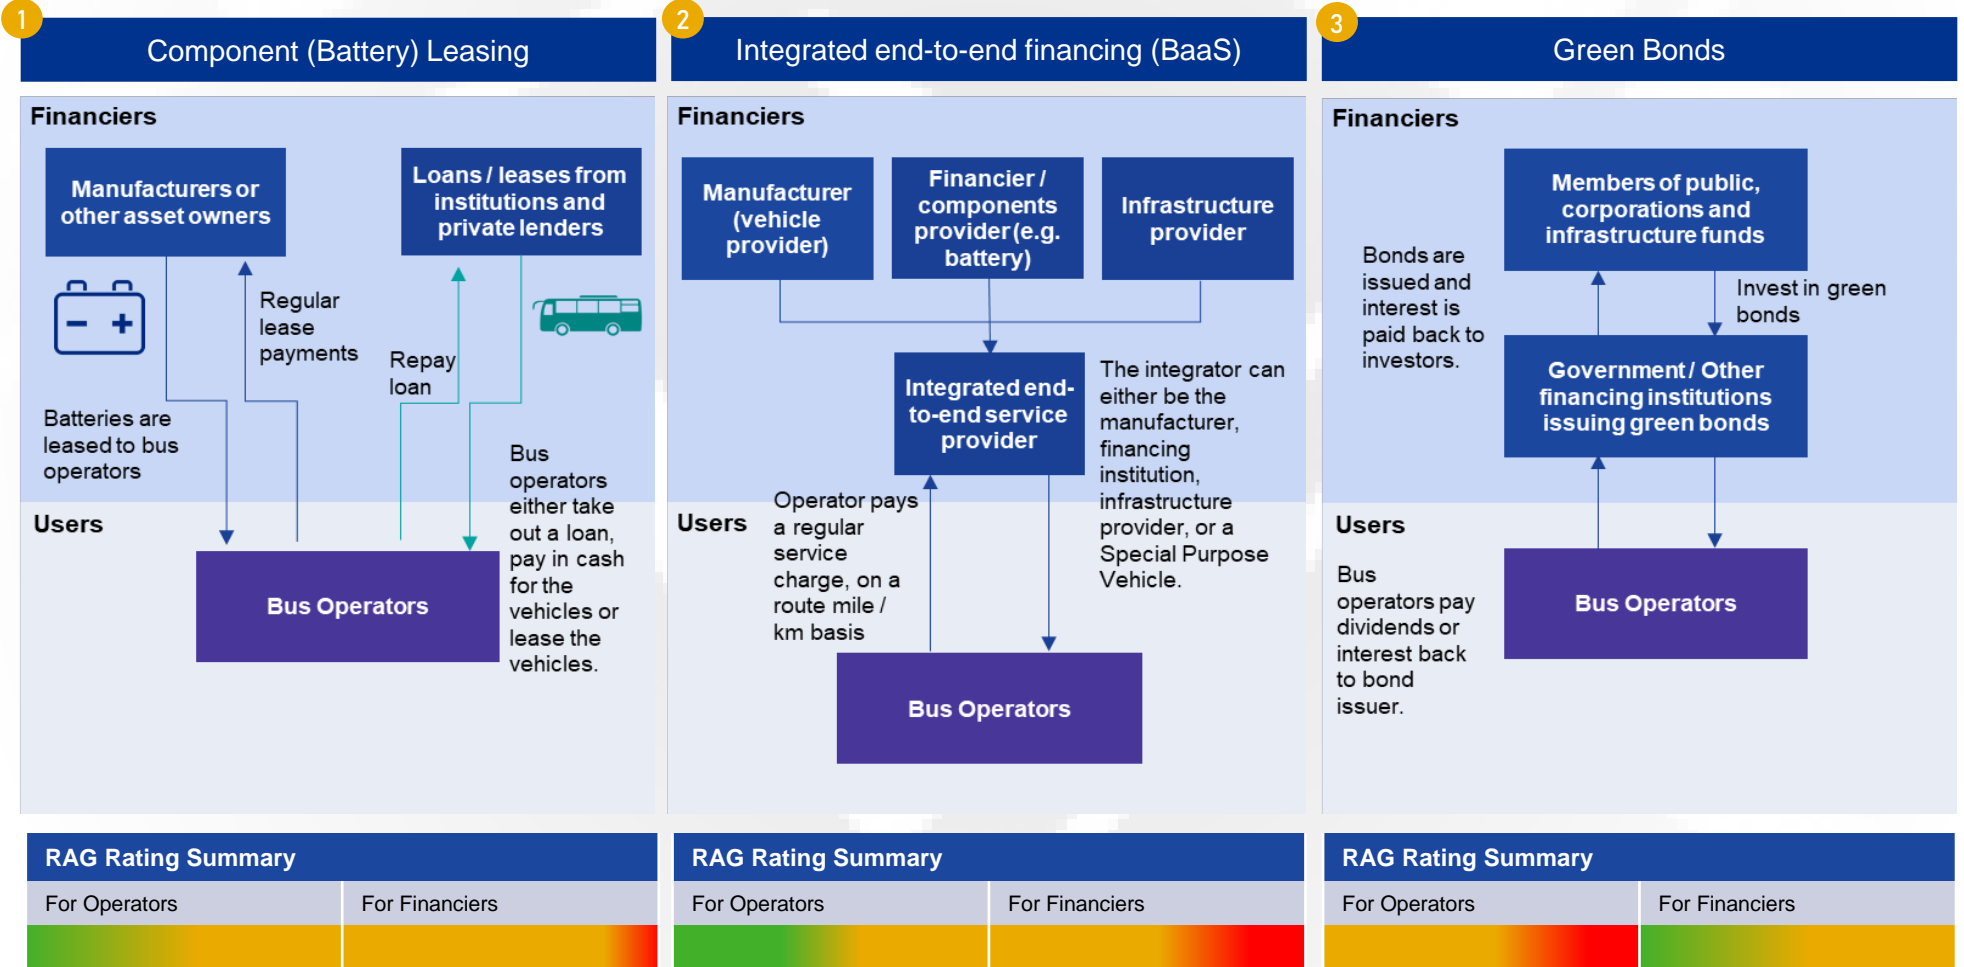 1
Component (Battery) Leasing
Financiers
Manufacturers or
other asset owners
Loans / leases from
institutions and
private lenders
Regular
lease
payments
Repay
loan
Batteries are
leased to bus
operators
Bus
operators
either take
out a loan,
pay in cash
for the
vehicles or
lease the
vehicles.
Users
Bus Operators
RAG Rating Summary
For Operators
For Financiers
2
Integrated end-to-end financing (BaaS)
Financiers
Manufacturer
(vehicle
provider)
Financier /
components
provider (e.g.
battery)
Infrastructure
provider
Integrated end-
to-end service
provider
The integrator can
either be the
manufacturer,
financing
institution,
infrastructure
provider, or a
Special Purpose
Vehicle.
Users
Operator pays
a regular
service
charge, on a
route mile /
km basis
Bus Operators
RAG Rating Summary
For Operators
For Financiers
3
Green Bonds
Financiers
Members of public,
corporations and
infrastructure funds
Bonds are
issued and
interest is
paid back to
investors.
Invest in green
bonds
Government / Other
financing institutions
issuing green bonds
Users
Bus
operators pay
dividends or
interest back
to bond
issuer.
Bus Operators
RAG Rating Summary
For Operators
For Financiers